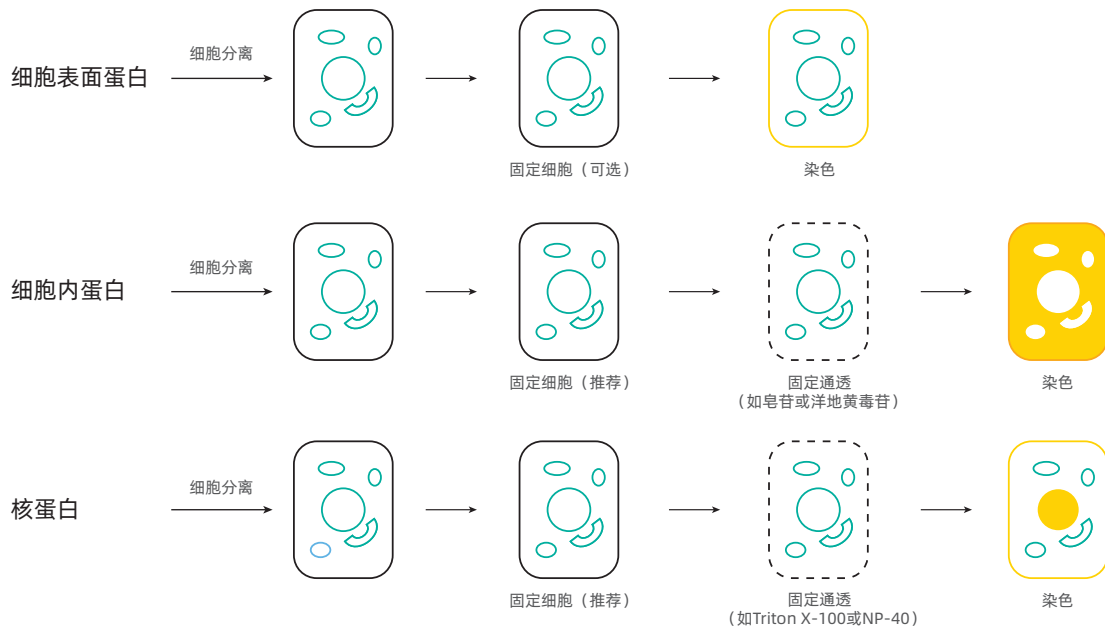 细胞表面蛋白
细胞分离
固定细胞（可选）
染色
细胞内蛋白
细胞分离
固定细胞（推荐）
固定通透
（如皂苷或洋地黄毒苷）
染色
核蛋白
细胞分离
固定细胞（推荐）
固定通透
（如Triton X-100或NP-40）
染色